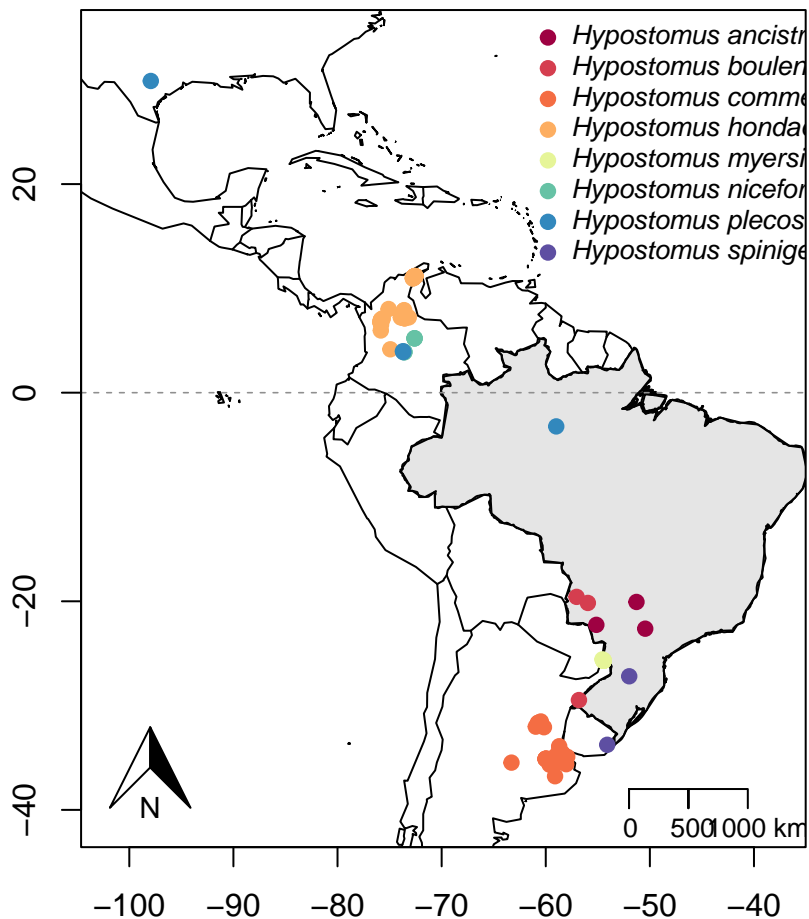 Hypostomus ancistr
Hypostomus boulen
Hypostomus comme
Hypostomus hondae
Hypostomus myersi
Hypostomus nicefor
Hypostomus plecos
Hypostomus spinige
20
0
−20
−40
N
0 500 1000 km
−100 −90 −80 −70 −60 −50 −40